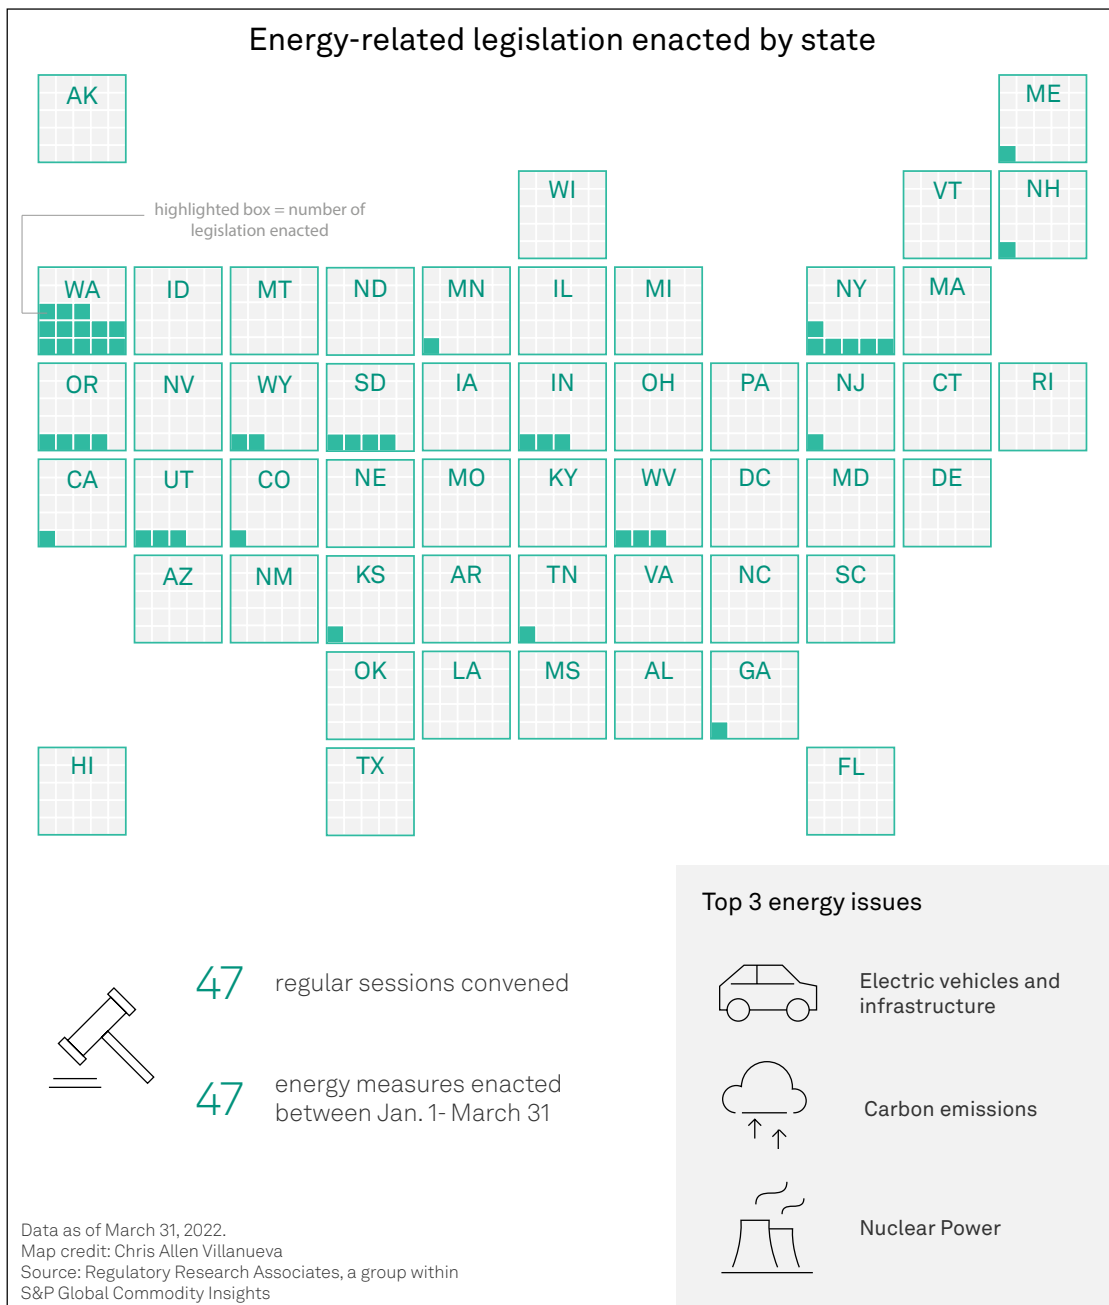 Energy-related legislation enacted by state
AK
ME
WI
VT
NH
highlighted box = number of
legislation enacted
WA
ID
MT
ND
MN
IL
MI
NY
MA
OR
NV
WY
SD
IA
IN
OH
PA
NJ
CT
RI
CA
UT
CO
NE
MO
KY
WV
DC
MD
DE
AZ
NM
KS
AR
TN
VA
NC
SC
OK
LA
MS
AL
GA
HI
TX
FL
47
regular sessions convened
47
energy measures enacted
between Jan. 1- March 31
Top 3 energy issues
Electric vehicles and
infrastructure
Carbon emissions
Nuclear Power
Data as of March 31, 2022.
Map credit: Chris Allen Villanueva
Source: Regulatory Research Associates, a group within
S&P Global Commodity Insights